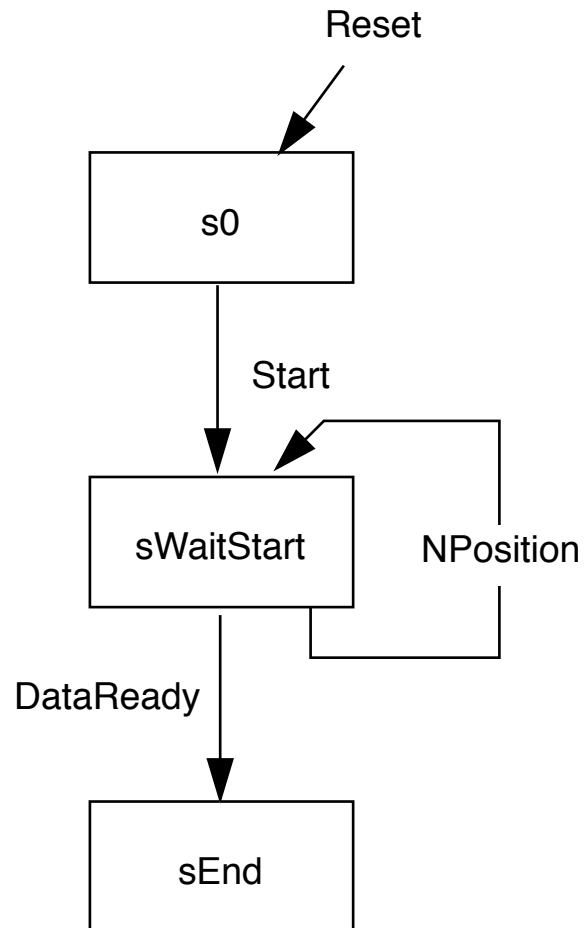 Reset
s0
Start
sWaitStart
NPosition
DataReady
sEnd